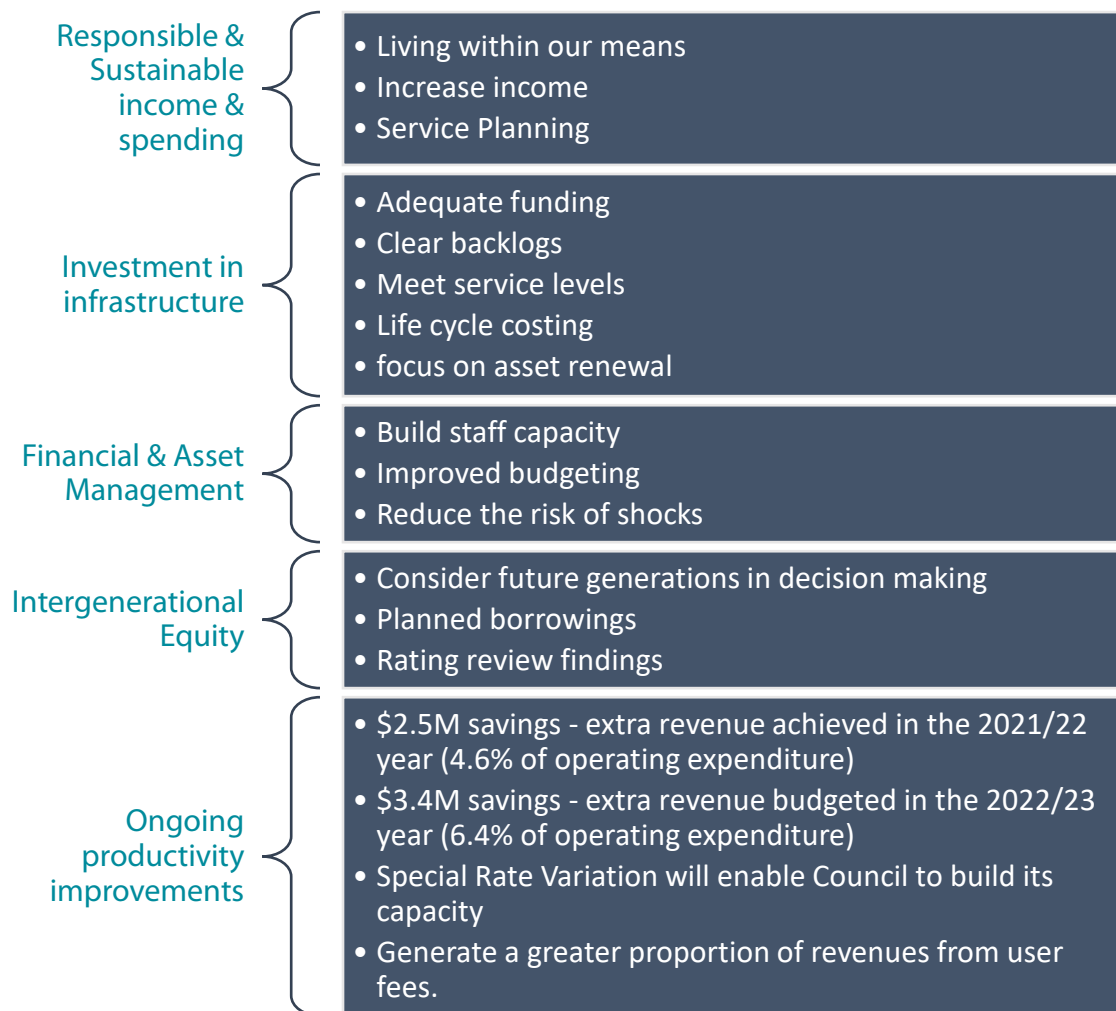 Responsible &
Sustainable
income &
spending
• Living within our means
• Increase income
• Service Planning
Investment in
infrastructure
• Adequate funding
• Clear backlogs
• Meet service levels
• Life cycle costing
• focus on asset renewal
Financial & Asset
Management
• Build staff capacity
• Improved budgeting
• Reduce the risk of shocks
Intergenerational
Equity
• Consider future generations in decision making
• Planned borrowings
• Rating review findings
Ongoing
productivity
improvements
• $2.5M savings - extra revenue achieved in the 2021/22
year (4.6% of operating expenditure)
• $3.4M savings - extra revenue budgeted in the 2022/23
year (6.4% of operating expenditure)
• Special Rate Variation will enable Council to build its
capacity
• Generate a greater proportion of revenues from user
fees.